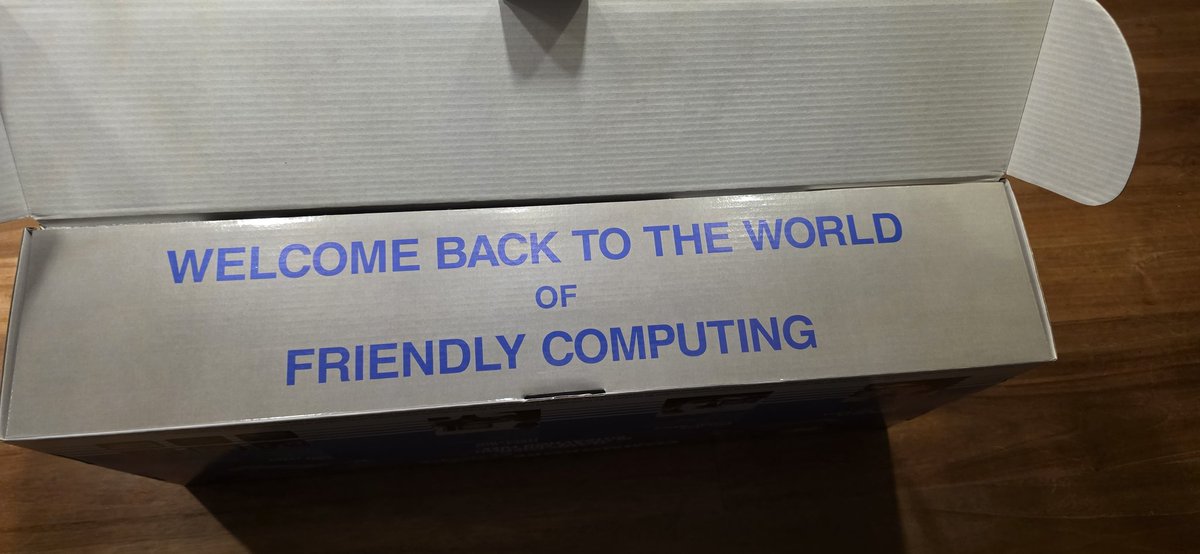 WELCOME BACK TO THE WORLD
OF
FRIENDLY COMPUTING